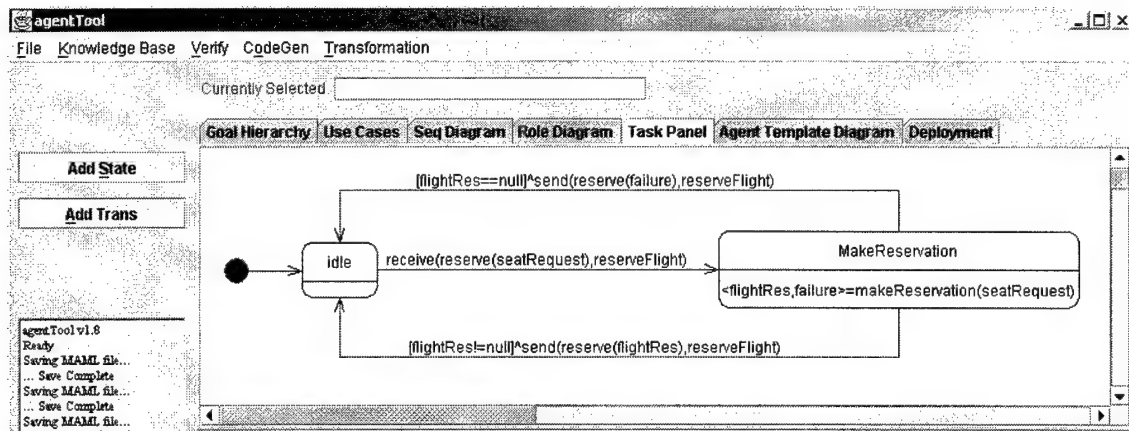 agentTool
File Knowledge Base Verify CodeGen Transformation
Currently Selected
Goal Hierarchy Use Cases Seq Diagram Role Diagram Task Panel Agent Template Diagram Deployment
Add State
Add Trans
[flightRes==null]^send(reserve(failure),reserveFlight)
idle
receive(reserve(seatRequest),reserveFlight)
MakeReservation
<flightRes,failure>=makeReservation(seatRequest)
[flightRes!=null]^send(reserve(flightRes),reserveFlight)
agentTool v1.8
Ready
Saving MAML file...
... Save Complete
Saving MAML file...
... Save Complete
Saving MAML file...